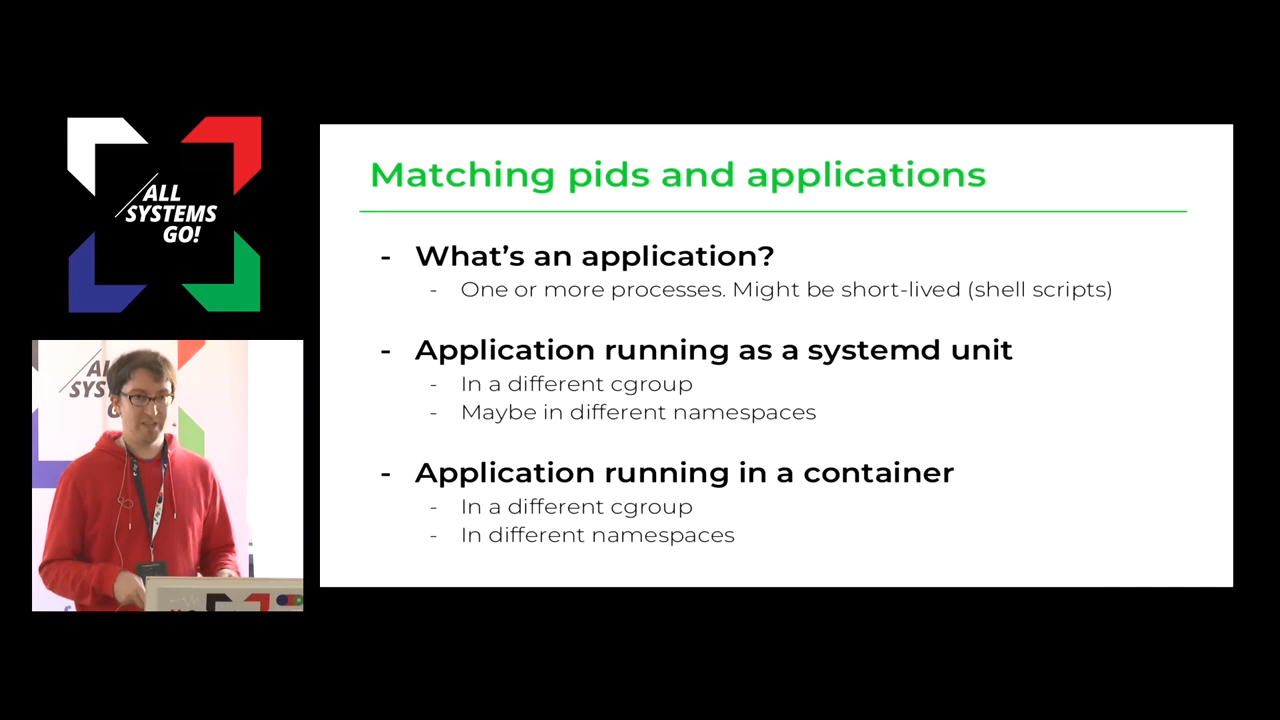 ALL
SYSTEMS
GO!
Matching pids and applications
- What's an application?
- One or more processes. Might be short-lived (shell scripts)
- Application running as a systemd unit
- In a different cgroup
- Maybe in different namespaces
- Application running in a container
- In a different cgroup
- In different namespaces